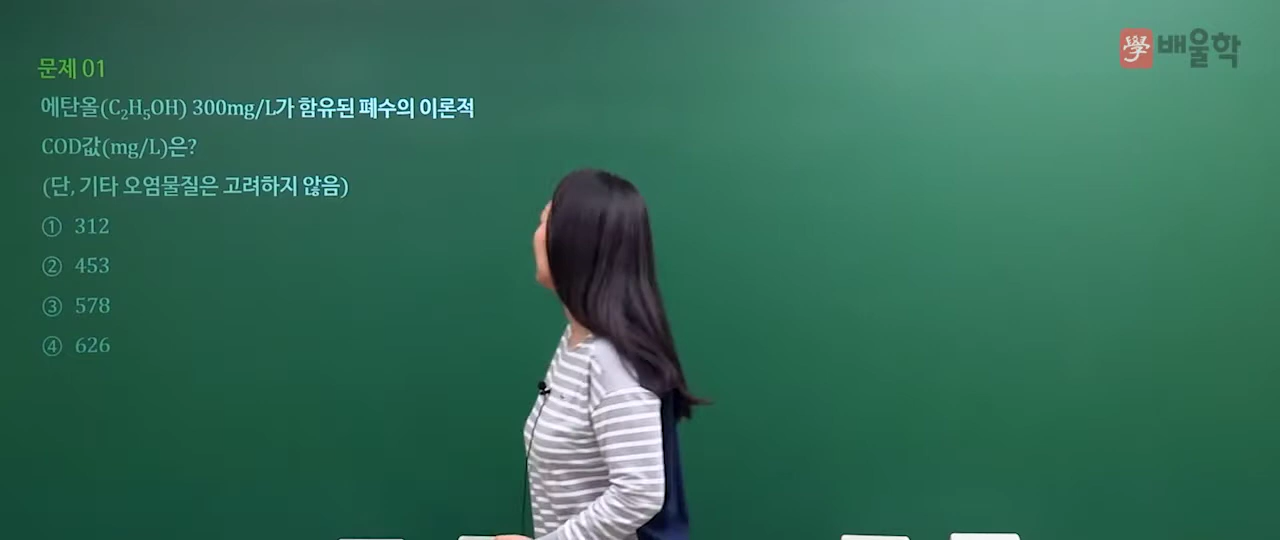 學배울학
문제 01
에탄올(C₂H₅OH) 300mg/L가 함유된 폐수의 이론적
COD값(mg/L)은?
(단, 기타 오염물질은 고려하지 않음)
① 312
② 453
③ 578
④ 626